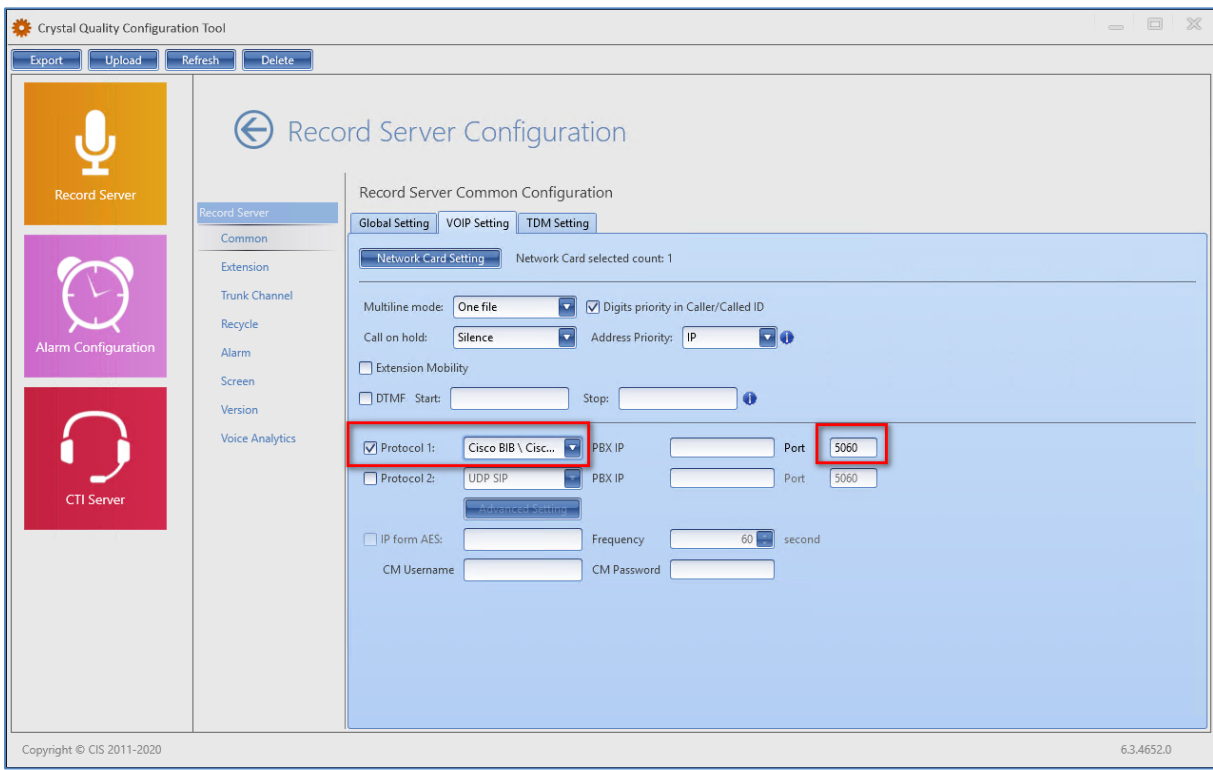 Crystal Quality Configuration Tool
Export Upload Refresh Delete
Record Server
Alarm Configuration
CTI Server
Record Server Configuration
Record Server
Common
Extension
Trunk Channel
Recycle
Alarm
Screen
Version
Voice Analytics
Record Server Common Configuration
Global Setting VOIP Setting TDM Setting
Network Card Setting Network Card selected count: 1
Multiline mode: One file Digits priority in Caller/Called ID
Call on hold: Silence Address Priority: IP
Extension Mobility
DTMF Start: Stop:
Protocol 1: Cisco BIB \ Cisc... PBX IP Port 5060
Protocol 2: UDP SIP PBX IP Port 5060
Advanced Setting
IP form AES: Frequency 60 second
CM Username CM Password
Copyright © CIS 2011-2020 6.3.4652.0